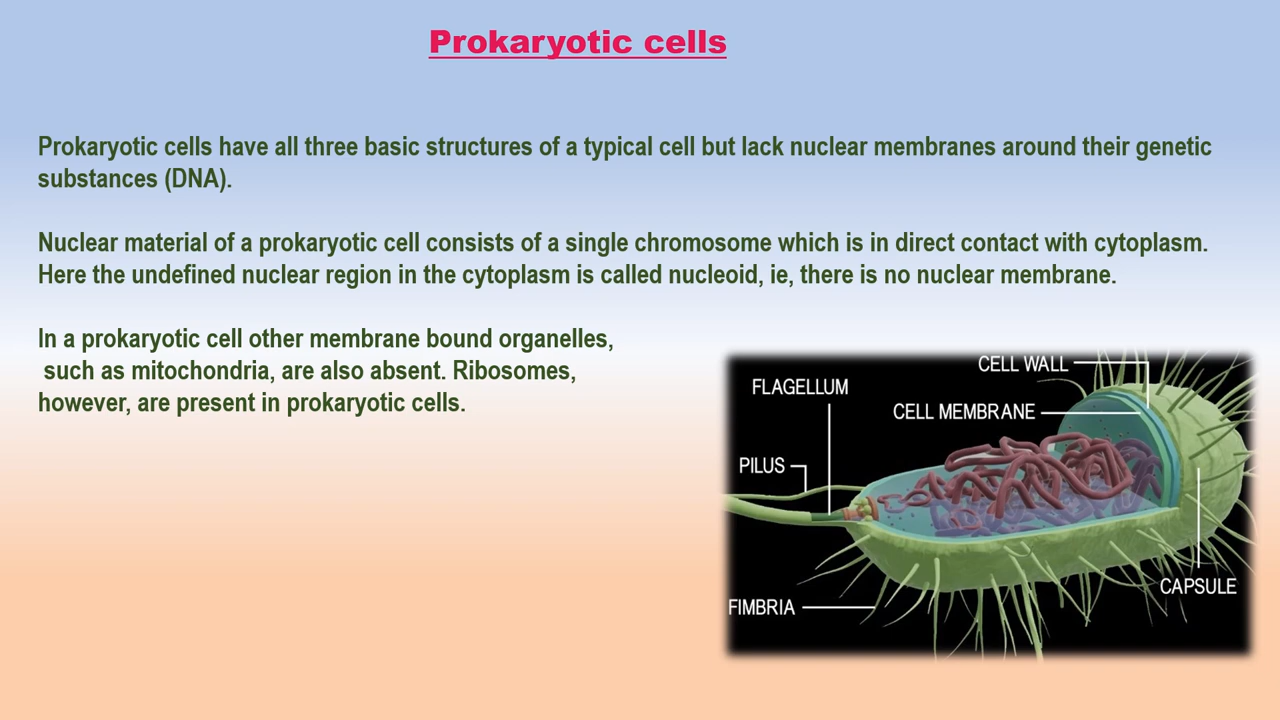 Prokaryotic cells
Prokaryotic cells have all three basic structures of a typical cell but lack nuclear membranes around their genetic
substances (DNA).
Nuclear material of a prokaryotic cell consists of a single chromosome which is in direct contact with cytoplasm.
Here the undefined nuclear region in the cytoplasm is called nucleoid, ie, there is no nuclear membrane.
In a prokaryotic cell other membrane bound organelles,
such as mitochondria, are also absent. Ribosomes,
however, are present in prokaryotic cells.
CELL WALL
FLAGELLUM
CELL MEMBRANE
PILUS
CAPSULE
FIMBRIA